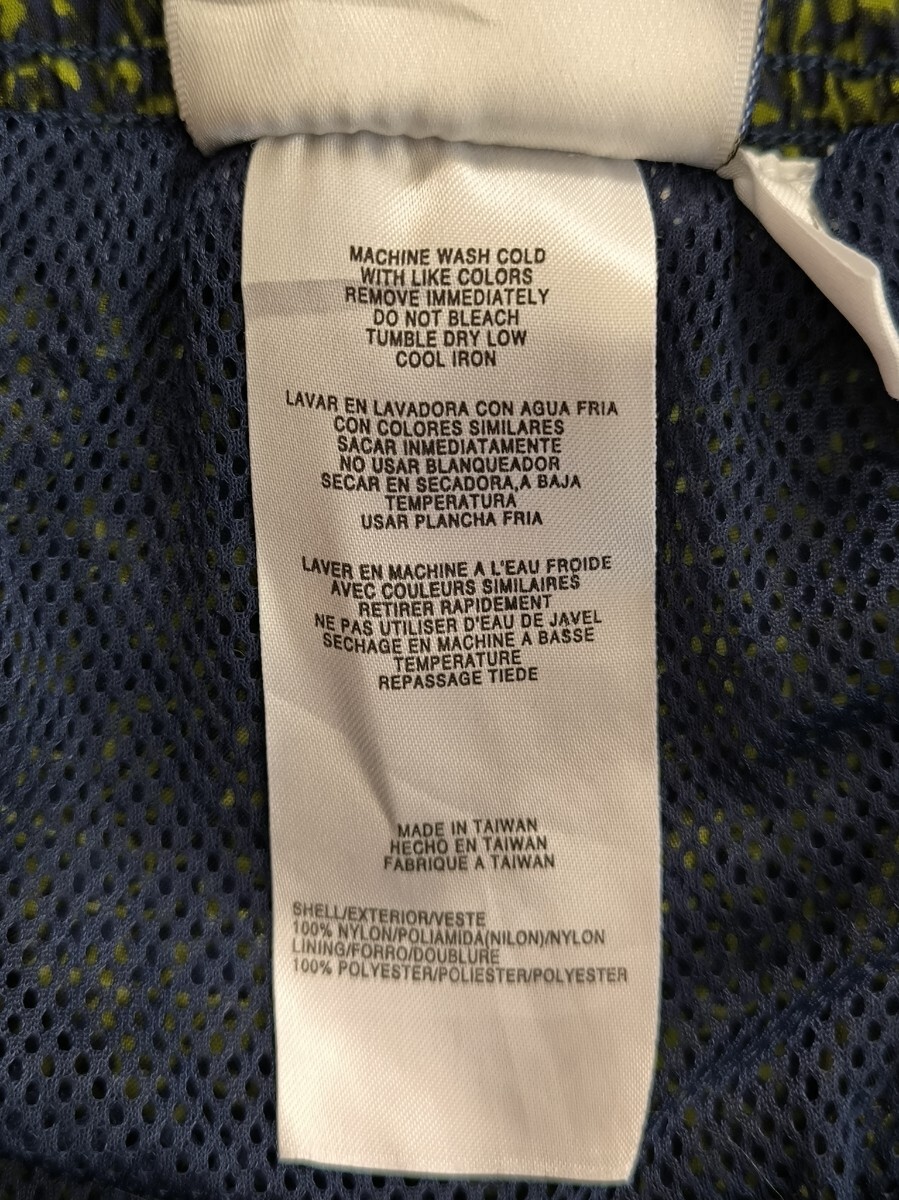 MACHINE WASH COLD
WITH LIKE COLORS
REMOVE IMMEDIATELY
DO NOT BLEACH
TUMBLE DRY LOW
COOL IRON
LAVAR EN LAVADORA CON AGUA FRIA
CON COLORES SIMILARES
SACAR INMEDIATAMENTE
NO USAR BLANQUEADOR
SECAR EN SECADORA,A BAJA
TEMPERATURA
USAR PLANCHA FRIA
LAVER EN MACHINE A L'EAU FROIDE
AVEC COULEURS SIMILAIRES
RETIRER RAPIDEMENT
NE PAS UTILISER D'EAU DE JAVEL
SECHAGE EN MACHINE A BASSE
TEMPERATURE
REPASSAGE TIEDE
MADE IN TAIWAN
HECHO EN TAIWAN
FABRIQUE A TAIWAN
SHELL/EXTERIOR/VESTE
100% NYLON/POLIAMIDA(NILON)/NYLON
LINING/FORRO/DOUBLURE
100% POLYESTER/POLIESTER/POLYESTER